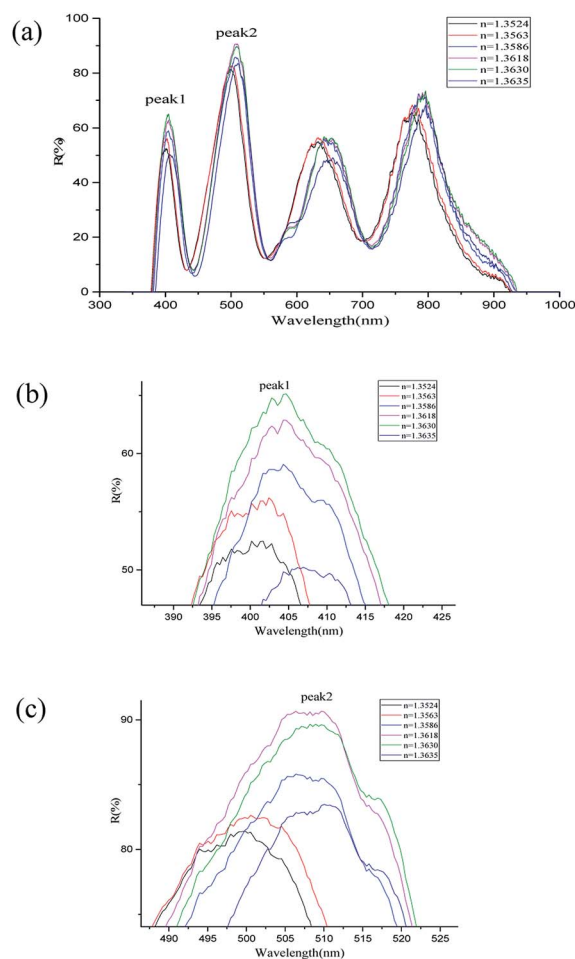 (a)
peak2
peak1
n=1.3524
n=1.3563
n=1.3586
n=1.3618
n=1.3630
n=1.3635
R(%)
100
80
60
40
20
0
300 400 500 600 700 800 900 1000
Wavelength(nm)
(b)
peak1
n=1.3524
n=1.3563
n=1.3586
n=1.3618
n=1.3630
n=1.3635
R(%)
60
50
390 395 400 405 410 415 420 425
Wavelength(nm)
(c)
peak2
n=1.3524
n=1.3563
n=1.3586
n=1.3618
n=1.3630
n=1.3635
R(%)
90
80
490 495 500 505 510 515 520 525
Wavelength(nm)